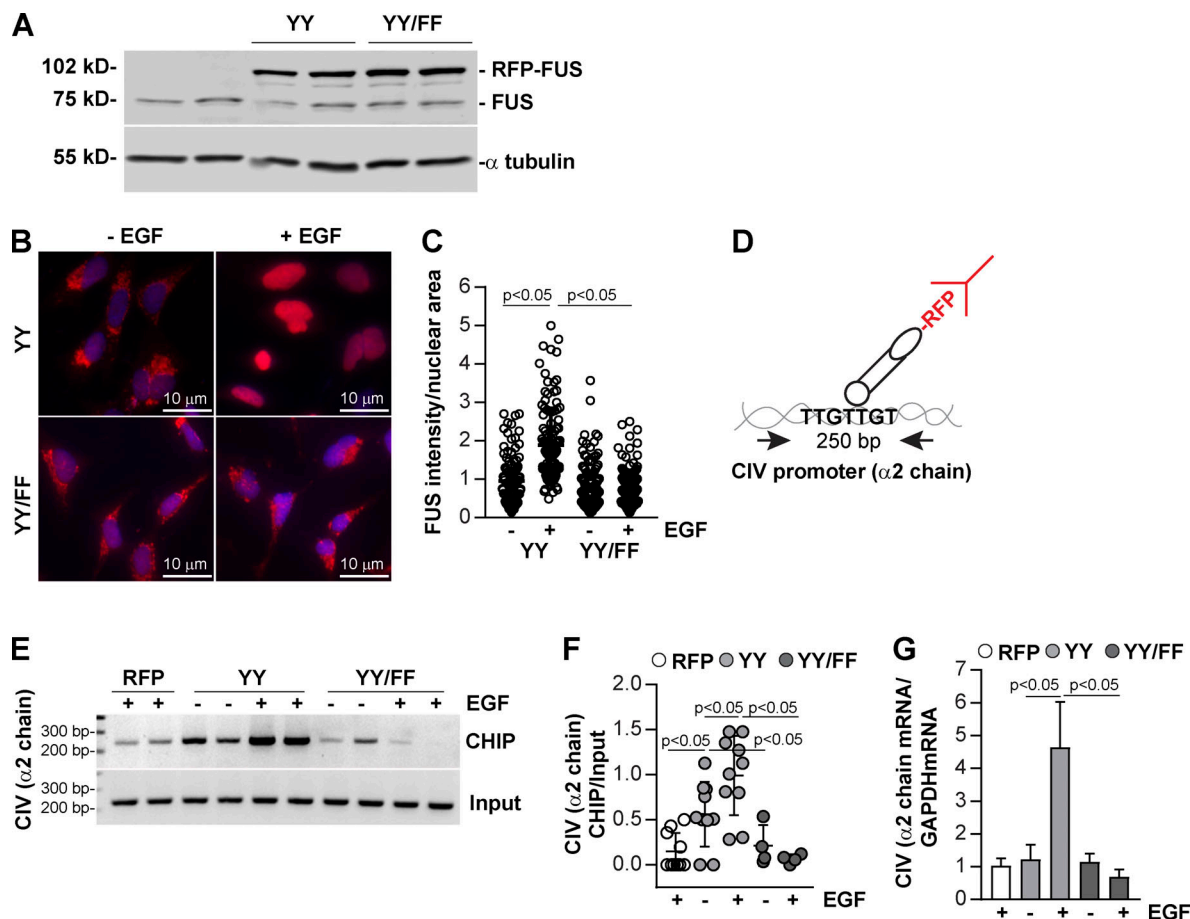 A
YY YY/FF
102 kD-
- RFP-FUS
75 kD-
- FUS
55 kD-
-α tubulin
B
- EGF + EGF
YY
10 μm
10 μm
YY/FF
10 μm
10 μm
C
FUS intensity/nuclear area
6
5
4
3
2
1
0
p<0.05 p<0.05
- + - + EGF
YY YY/FF
D
-RFP
TTGTTGT
250 bp
CIV promoter (α2 chain)
E
CIV (α2 chain)
RFP YY YY/FF
+ + - - + + - - + + EGF
300 bp-
200 bp-
CHIP
300 bp-
200 bp-
Input
F
RFP YY YY/FF
CIV (α2 chain)
CHIP/Input
2.0
1.5
1.0
0.5
0.0
p<0.05
p<0.05
p<0.05
p<0.05
+ - + - + EGF
G
RFP YY YY/FF
CIV (α2 chain mRNA/
GAPDHmRNA
7
6
5
4
3
2
1
0
p<0.05 p<0.05
+ - + - + EGF